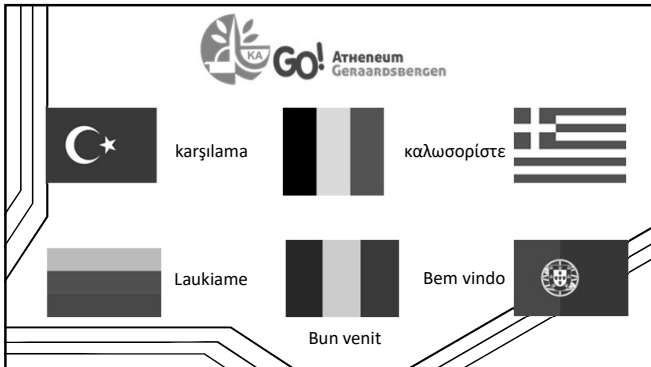 KA
GO! ATHENEUM
GERAARDSBERGEN
karşılama
καλωσορίστε
Laukiame
Bem vindo
Bun venit